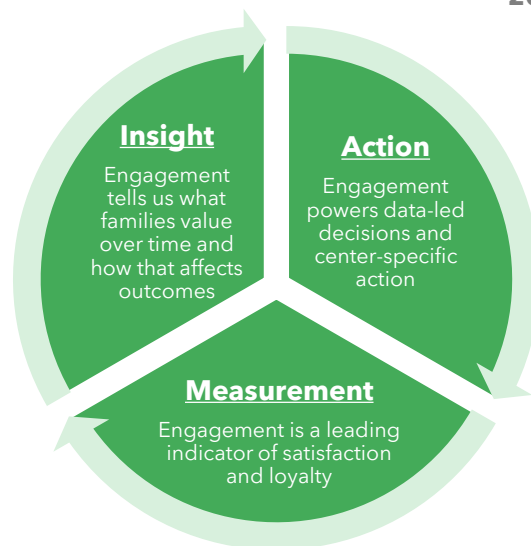 Insight
Engagement
tells us what
families value
over time and
how that affects
outcomes
Action
Engagement
powers data-led
decisions and
center-specific
action
Measurement
Engagement is a leading
indicator of satisfaction
and loyalty